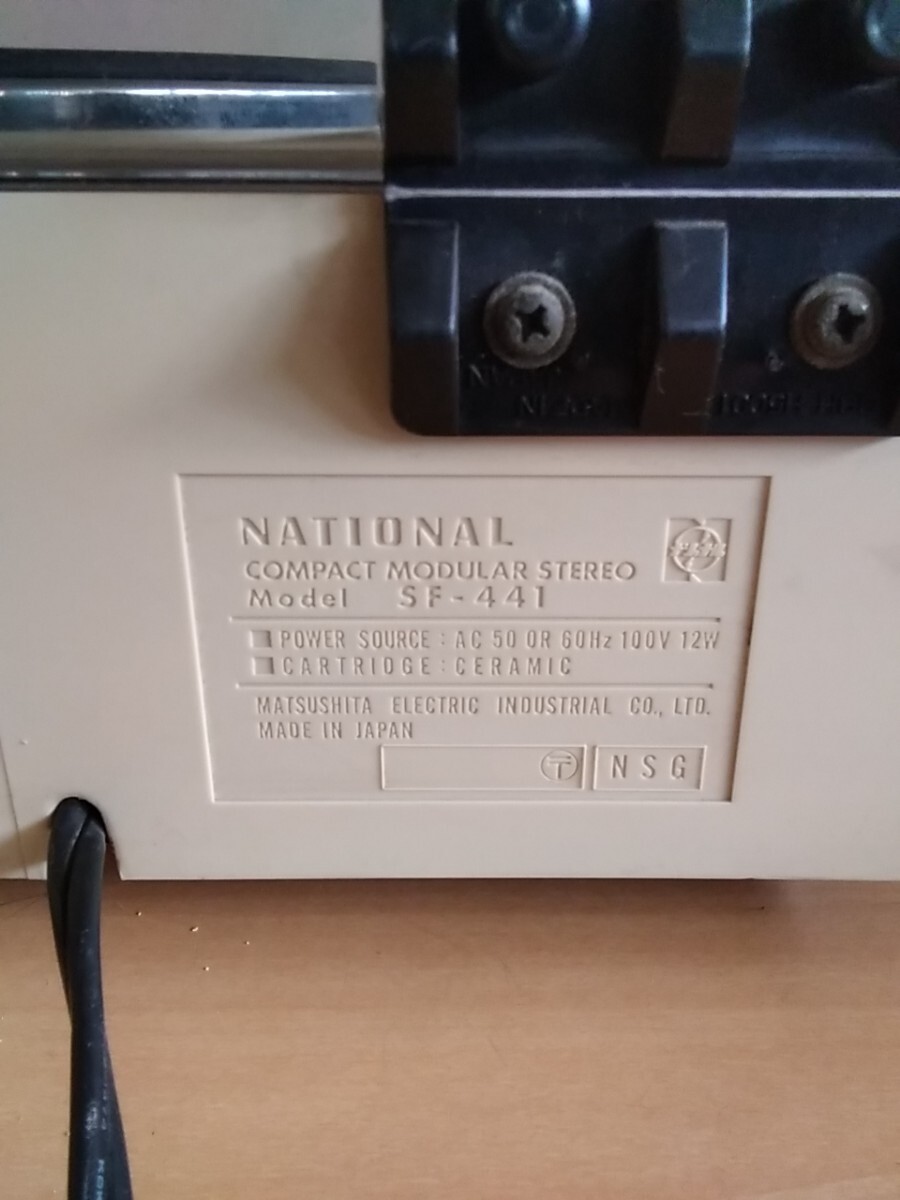 NATIONAL
COMPACT MODULAR STEREO
Model SF-441
POWER SOURCE : AC 50 OR 60Hz 100V 12W
CARTRIDGE : CERAMIC
MATSUSHITA ELECTRIC INDUSTRIAL CO., LTD.
MADE IN JAPAN
〒 NSG